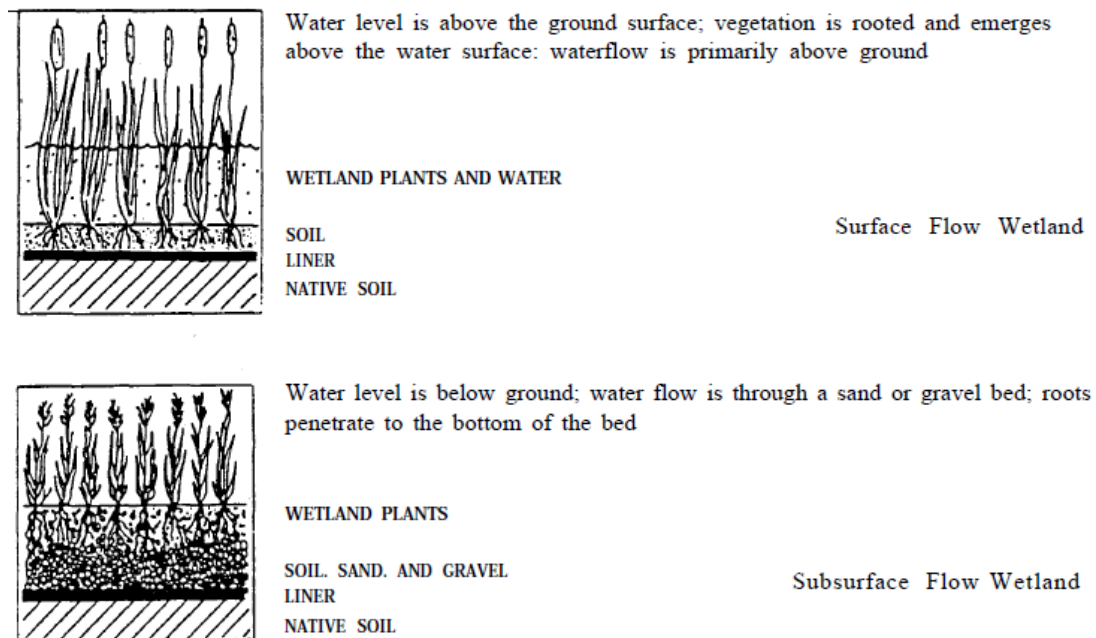 Water level is above the ground surface; vegetation is rooted and emerges
above the water surface: waterflow is primarily above ground
WETLAND PLANTS AND WATER
Surface Flow Wetland
SOIL
LINER
NATIVE SOIL
Water level is below ground; water flow is through a sand or gravel bed; roots
penetrate to the bottom of the bed
WETLAND PLANTS
SOIL. SAND. AND GRAVEL
Subsurface Flow Wetland
LINER
NATIVE SOIL